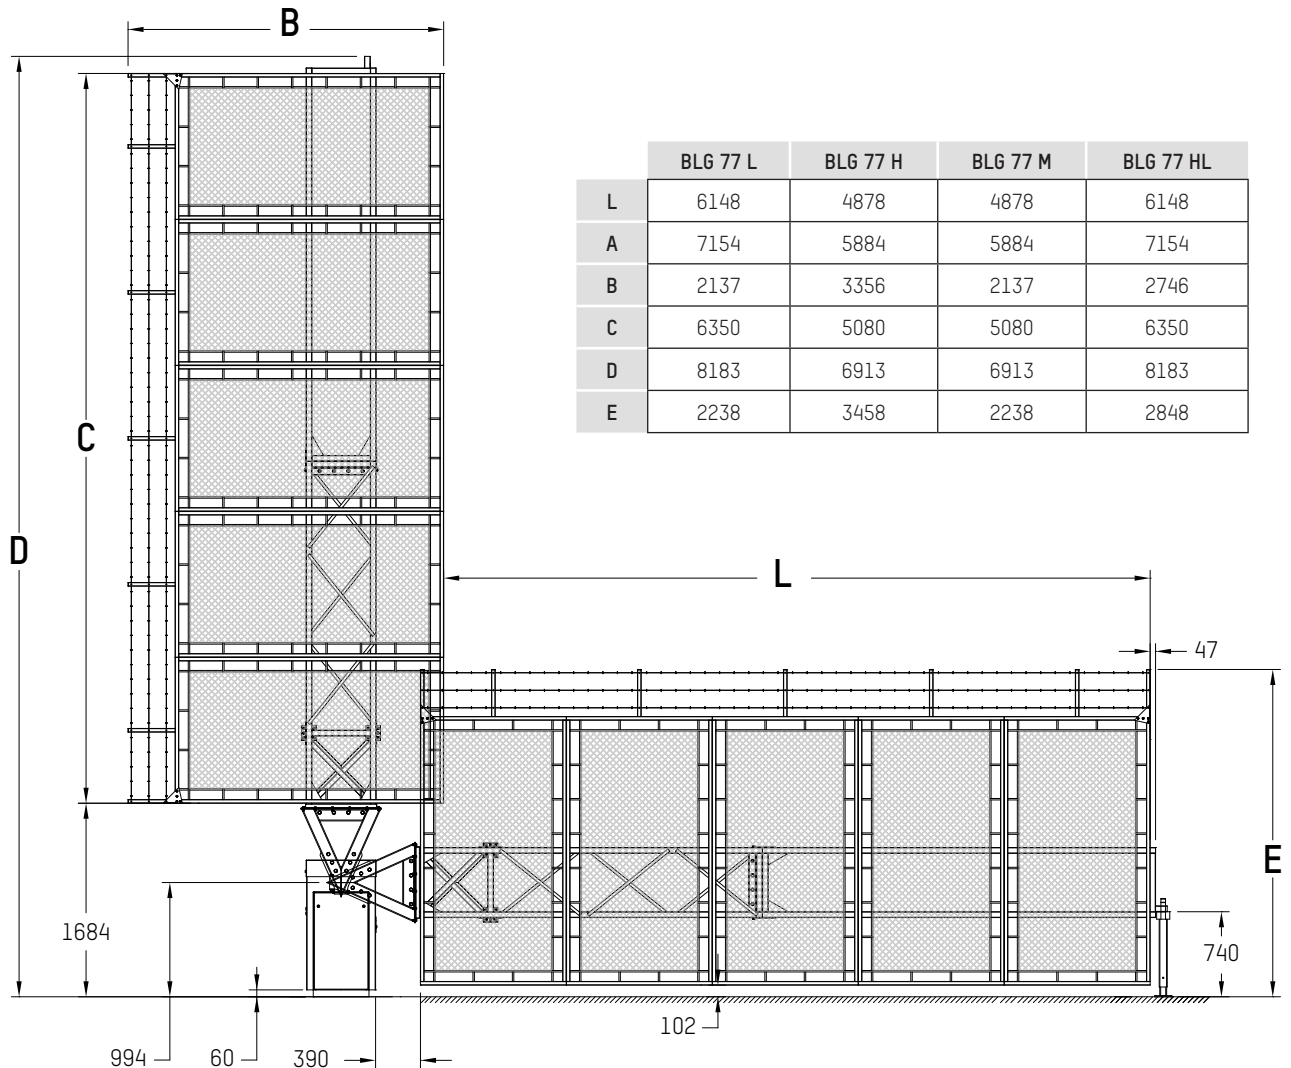 B
BLG 77 L BLG 77 H BLG 77 M BLG 77 HL
L 6148 4878 4878 6148
A 7154 5884 5884 7154
B 2137 3356 2137 2746
C 6350 5080 5080 6350
D 8183 6913 6913 8183
E 2238 3458 2238 2848
C
D
L
47
E
1684
740
102
994
60
390